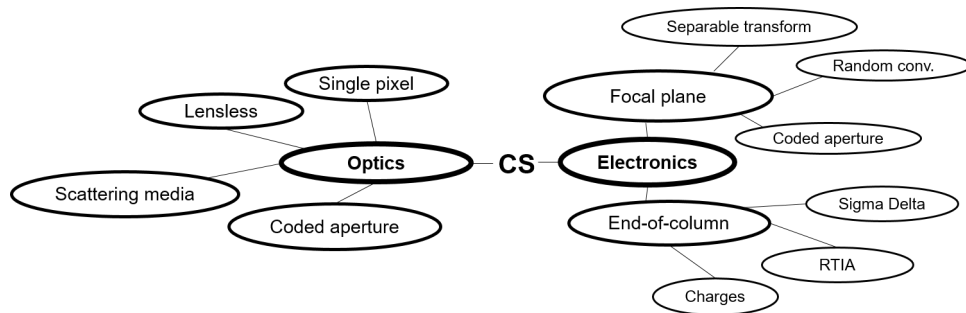 Separable transform
Random conv.
Single pixel
Focal plane
Lensless
Coded aperture
Optics
CS
Electronics
Scattering media
Sigma Delta
Coded aperture
End-of-column
RTIA
Charges